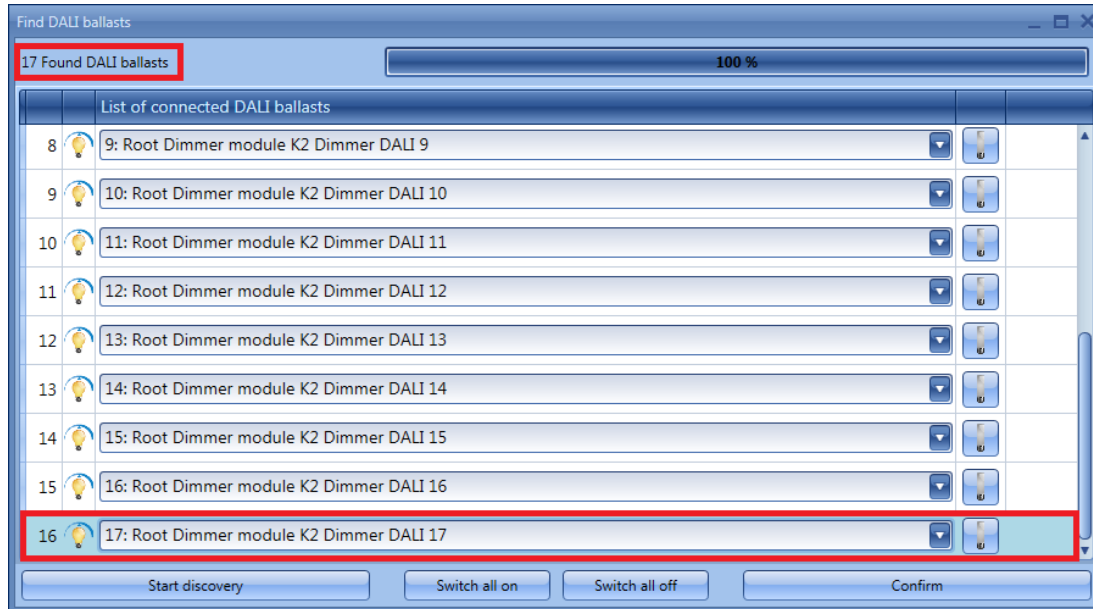 Find DALI ballasts
17 Found DALI ballasts
100 %
List of connected DALI ballasts
8 9: Root Dimmer module K2 Dimmer DALI 9
9 10: Root Dimmer module K2 Dimmer DALI 10
10 11: Root Dimmer module K2 Dimmer DALI 11
11 12: Root Dimmer module K2 Dimmer DALI 12
12 13: Root Dimmer module K2 Dimmer DALI 13
13 14: Root Dimmer module K2 Dimmer DALI 14
14 15: Root Dimmer module K2 Dimmer DALI 15
15 16: Root Dimmer module K2 Dimmer DALI 16
16 17: Root Dimmer module K2 Dimmer DALI 17
Start discovery Switch all on Switch all off Confirm